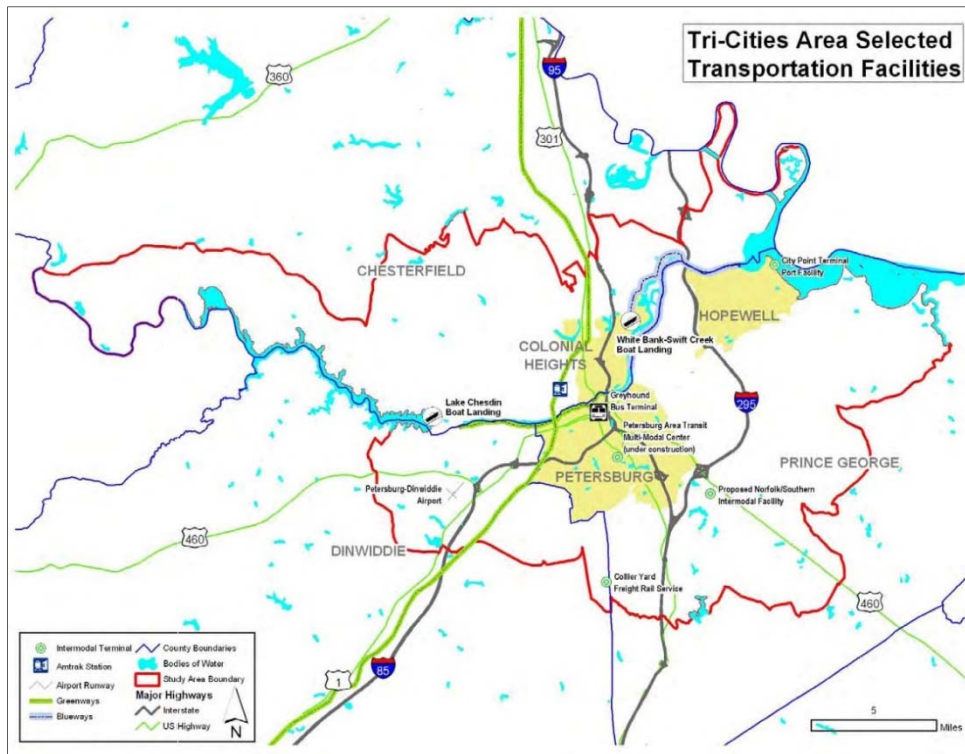 Tri-Cities Area Selected
Transportation Facilities
360
95
301
CHESTERFIELD
City Point Terminal
Port Facility
HOPEWELL
White Bank-Swift Creek
Boat Landing
COLONIAL
HEIGHTS
Lake Chesdin
Boat Landing
Greyhound
Bus Terminal
295
Petersburg Area Transit
Multi-Modal Center
(under construction)
PRINCE GEORGE
PETERSBURG
Petersburg-Dinwiddie
Airport
Proposed Norfolk/Southern
Intermodal Facility
460
DINWIDDIE
Collier Yard
Freight Rail Service
460
85
1
Intermodal Terminal
Amtrak Station
Airport Runway
Greenways
Blueways
County Boundaries
Bodies of Water
Study Area Boundary
Major Highways
Interstate
US Highway
N
5
Miles